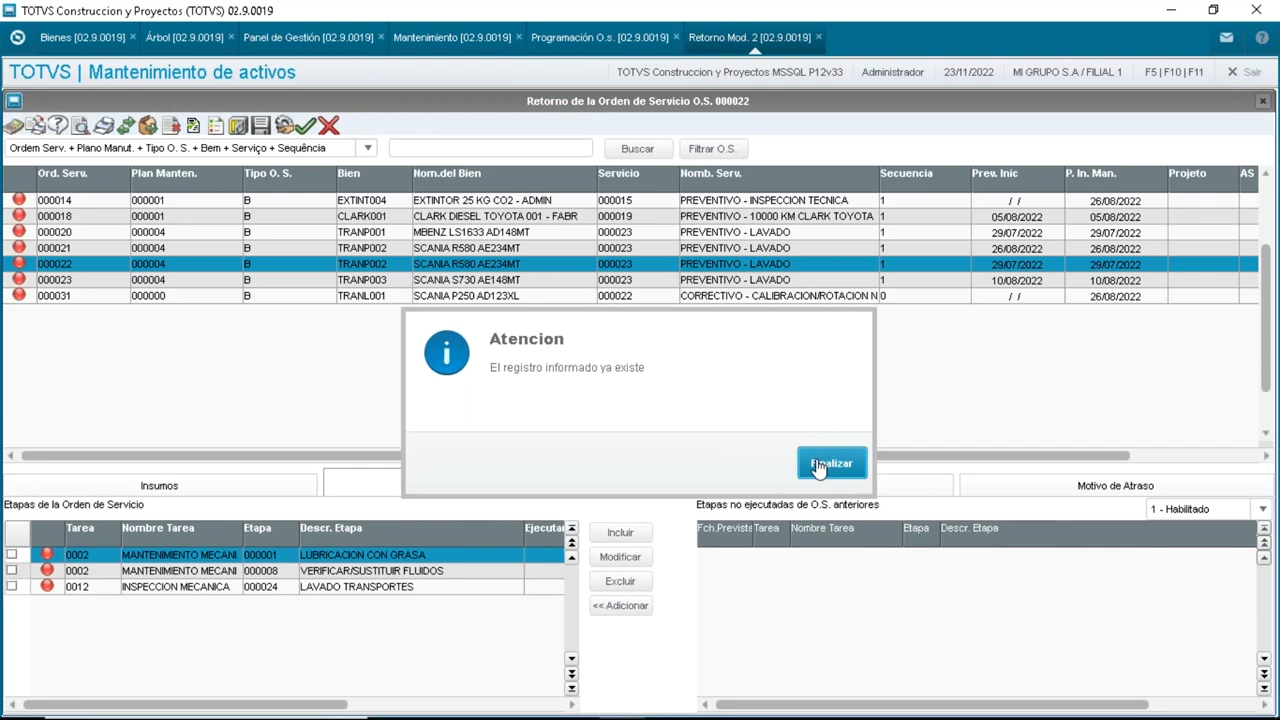 TOTVS Construccion y Proyectos (TOTVS) 02.9.0019
Bienes [02.9.0019] × Árbol [02.9.0019] × Panel de Gestión [02.9.0019] × Mantenimiento [02.9.0019] × Programación O.s. [02.9.0019] × Retorno Mod. 2 [02.9.0019] ×
TOTVS | Mantenimiento de activos TOTVS Construccion y Proyectos MSSQL P12v33 Administrador 23/11/2022 MI GRUPO S.A / FILIAL 1 F5 | F10 | F11 Sair
Retorno de la Orden de Servicio O.S. 000022
Ordem Serv. + Plano Manut. + Tipo O. S. + Bem + Serviço + Sequência Buscar Filtrar O.S.
Ord. Serv. Plan Manten. Tipo O. S. Bien Nom.del Bien Servicio Nomb. Serv. Secuencia Prev. Inic P. In. Man. Projeto AS
000014 000001 B EXTINT004 EXTINTOR 25 KG CO2 - ADMIN 000015 PREVENTIVO - INSPECCION TECNICA 1 / / 26/08/2022
000018 000001 B CLARK001 CLARK DIESEL TOYOTA 001 - FABR 000019 PREVENTIVO - 10000 KM CLARK TOYOTA 1 05/08/2022 05/08/2022
000020 000004 B TRANP001 MBENZ LS1633 AD148MT 000023 PREVENTIVO - LAVADO 1 29/07/2022 29/07/2022
000021 000004 B TRANP002 SCANIA R580 AE234MT 000023 PREVENTIVO - LAVADO 1 26/08/2022 26/08/2022
000022 000004 B TRANP002 SCANIA R580 AE234MT 000023 PREVENTIVO - LAVADO 1 29/07/2022 29/07/2022
000023 000004 B TRANP003 SCANIA S730 AE148MT 000023 PREVENTIVO - LAVADO 1 10/08/2022 10/08/2022
000031 000000 B TRANL001 SCANIA P250 AD123XL 000022 CORRECTIVO - CALIBRACION/ROTACION N 0 / / 26/08/2022
Atencion
El registro informado ya existe
Insumos Motivo de Atraso
Etapas de la Orden de Servicio Etapas no ejecutadas de O.S. anteriores
1 - Habilitado
Tarea Nombre Tarea Etapa Descr. Etapa Ejecutar Fch.Previste Tarea Nombre Tarea Etapa Descr. Etapa
0002 MANTENIMIENTO MECANI 000001 LUBRICACION CON GRASA
0002 MANTENIMIENTO MECANI 000008 VERIFICAR/SUSTITUIR FLUIDOS
0012 INSPECCION MECANICA 000024 LAVADO TRANSPORTES
Incluir
Modificar
Excluir
<< Adicionar